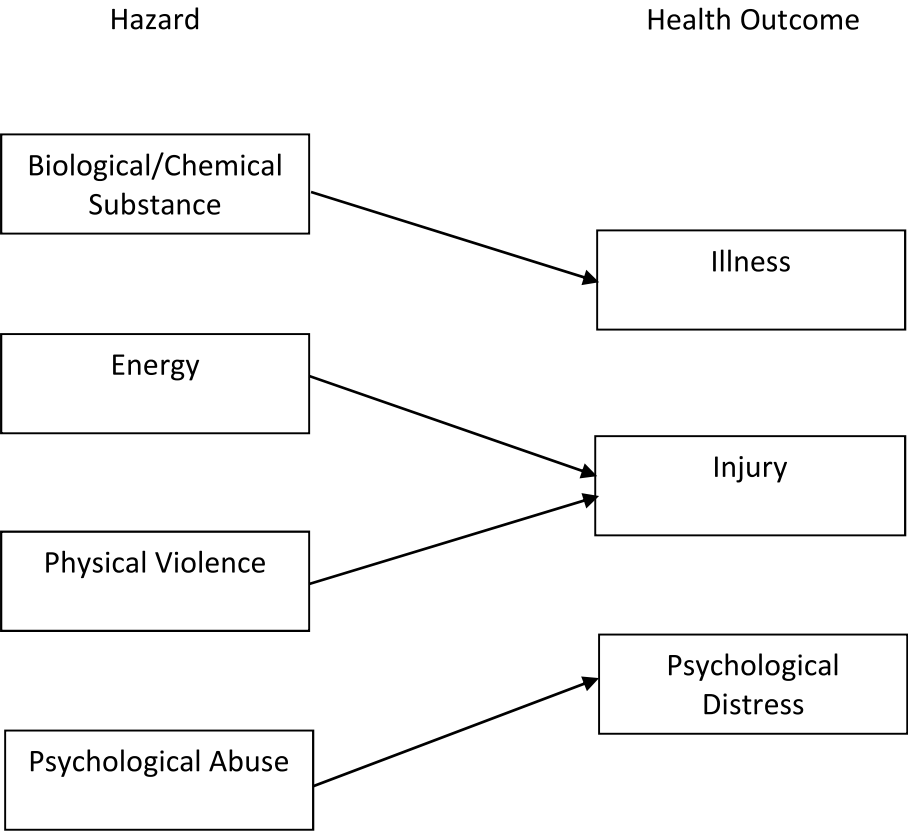 Hazard
Health Outcome
Biological/Chemical
Substance
Illness
Energy
Injury
Physical Violence
Psychological
Distress
Psychological Abuse